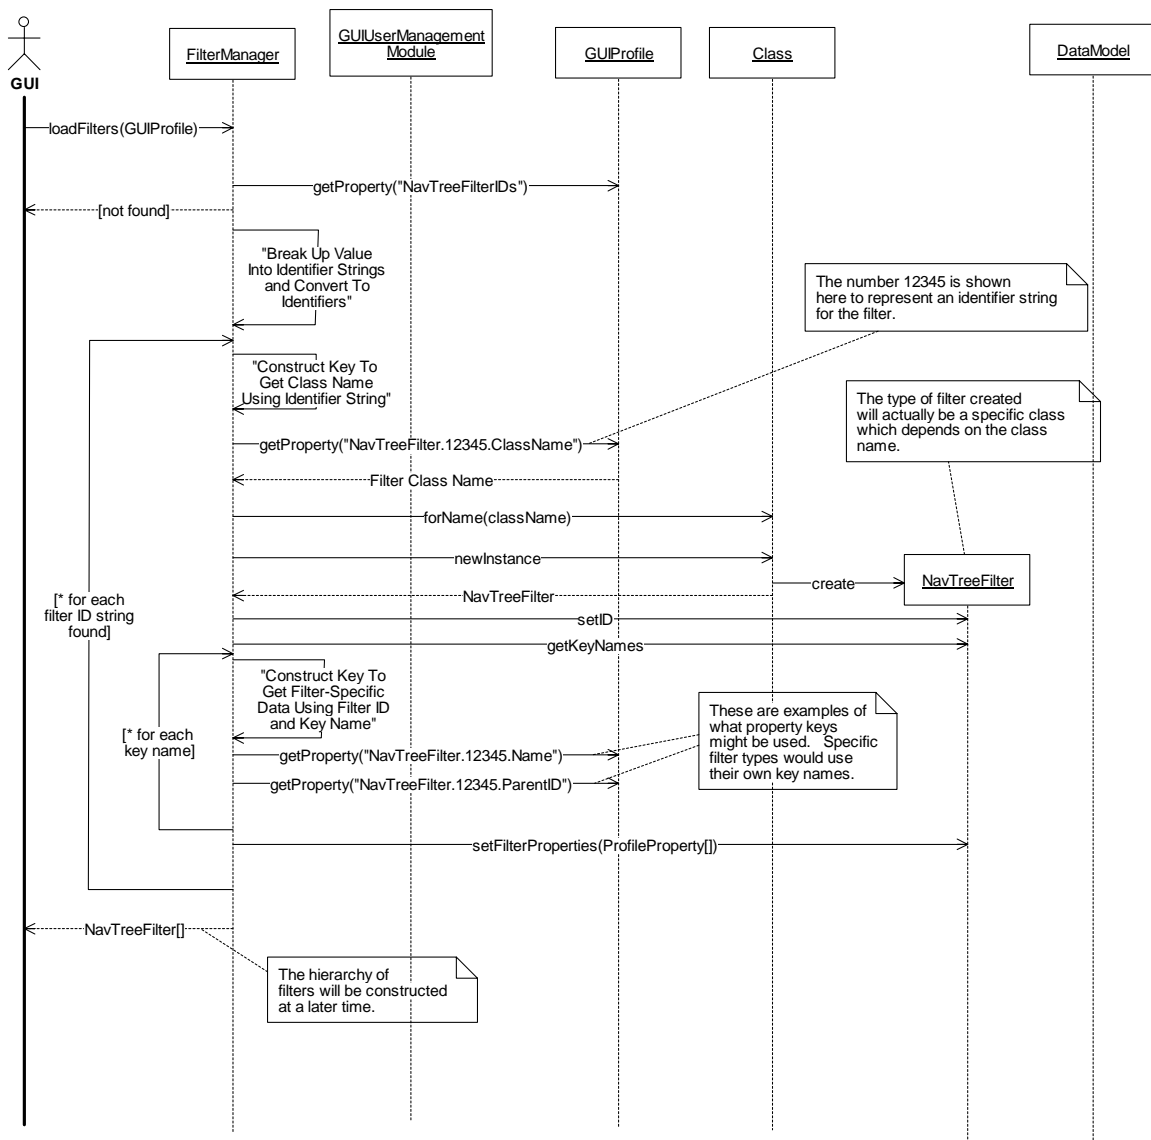 GUIUserManagement
Module
FilterManager
GUIProfile
Class
DataModel
GUI
loadFilters(GUIProfile)
getProperty("NavTreeFilterIDs")
[not found]
"Break Up Value
Into Identifier Strings
and Convert To
Identifiers"
The number 12345 is shown
here to represent an identifier string
for the filter.
"Construct Key To
Get Class Name
Using Identifier String"
The type of filter created
will actually be a specific class
which depends on the class
name.
getProperty("NavTreeFilter.12345.ClassName")
Filter Class Name
forName(className)
newInstance
create
NavTreeFilter
NavTreeFilter
[* for each
filter ID string
found]
setID
getKeyNames
"Construct Key To
Get Filter-Specific
Data Using Filter ID
and Key Name"
[* for each
key name]
These are examples of
what property keys
might be used. Specific
filter types would use
their own key names.
getProperty("NavTreeFilter.12345.Name")
getProperty("NavTreeFilter.12345.ParentID")
setFilterProperties(ProfileProperty[])
NavTreeFilter[]
The hierarchy of
filters will be constructed
at a later time.